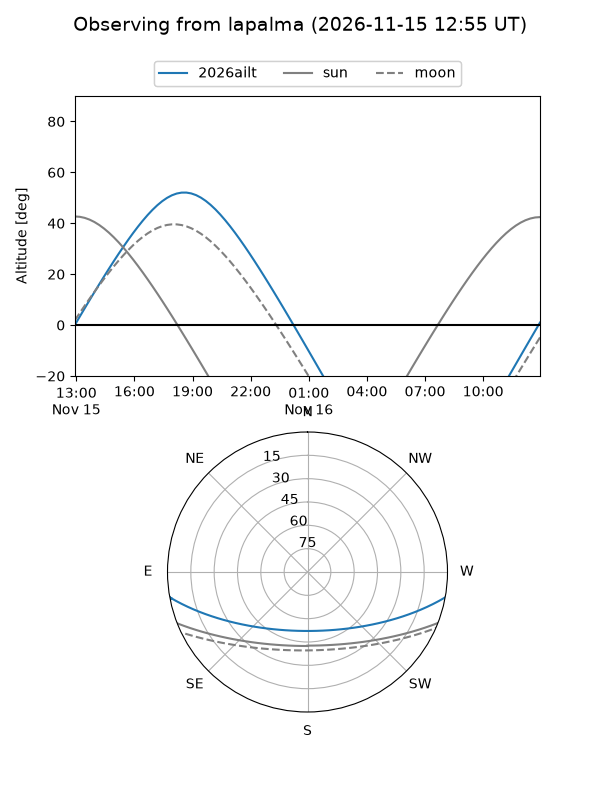 Observing from lapalma (2026-11-15 12:55 UT)
2026ailt sun moon
Altitude [deg]
80
60
40
20
0
−20
13:00 16:00 19:00 22:00 01:00 04:00 07:00 10:00
Nov 15 Nov 16
N
NE NW
15
30
45
60
75
E W
SE SW
S